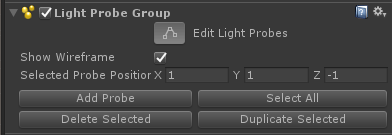 Light Probe Group
Edit Light Probes
Show Wireframe
Selected Probe Position X 1 Y 1 Z -1
Add Probe Select All
Delete Selected Duplicate Selected